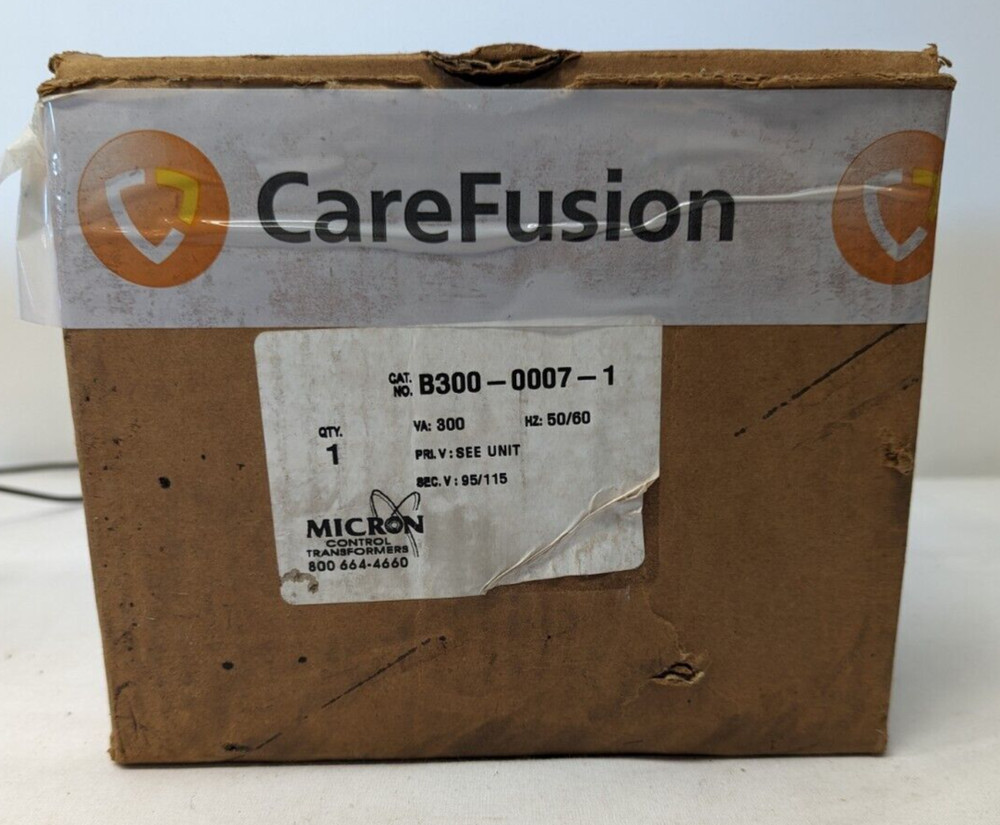 CareFusion
CAT. NO. B300-0007-1
VA: 300 HZ: 50/60
QTY.
1
PRI. V: SEE UNIT
SEC. V: 95/115
MICRON
CONTROL
TRANSFORMERS
800 664-4660